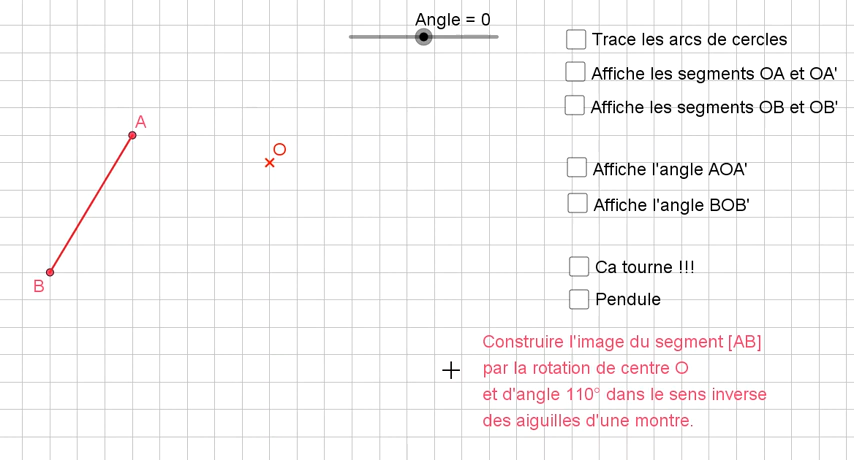 Angle = 0
Trace les arcs de cercles
Affiche les segments OA et OA'
Affiche les segments OB et OB'
A
O
Affiche l'angle AOA'
Affiche l'angle BOB'
B
Ca tourne !!!
Pendule
Construire l'image du segment [AB]
par la rotation de centre O
et d'angle 110° dans le sens inverse
des aiguilles d'une montre.